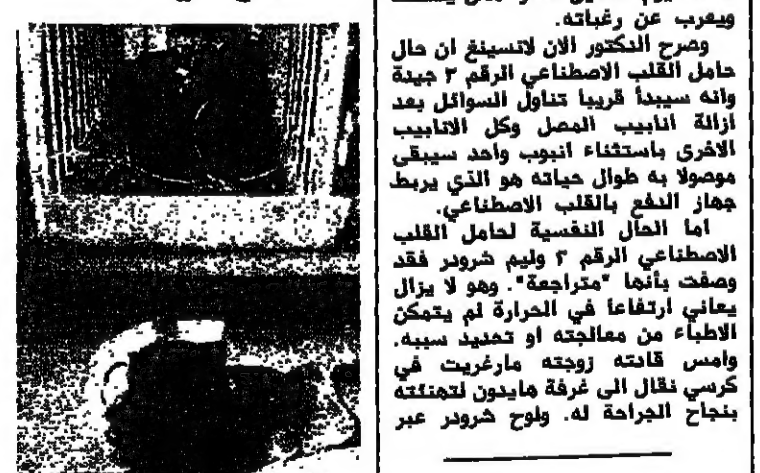 ويعرب عن رغباته.
وصرح الدكتور الان لانسينغ ان حال
حامل القلب الاصطناعي الرقم ٣ جيدة
وانه سيبدأ قريبا تناول السوائل بعد
ازالة انابيب المصل وكل الانابيب
الاخرى باستثناء انبوب واحد سيبقى
موصولا به طوال حياته هو الذي يربط
جهاز الدفع بالقلب الاصطناعي.
اما الحال النفسية لحامل القلب
الاصطناعي الرقم ٢ وليم شرودر فقد
وصفت بأنها "متراجعة". وهو لا يزال
يعاني ارتفاعا في الحرارة لم يتمكن
الاطباء من معالجته او تحديد سببه.
وامس قادته زوجته مارغريت في
كرسي نقال الى غرفة هايدون لتهنئته
بنجاح الجراحة له. ولوح شرودر عبر